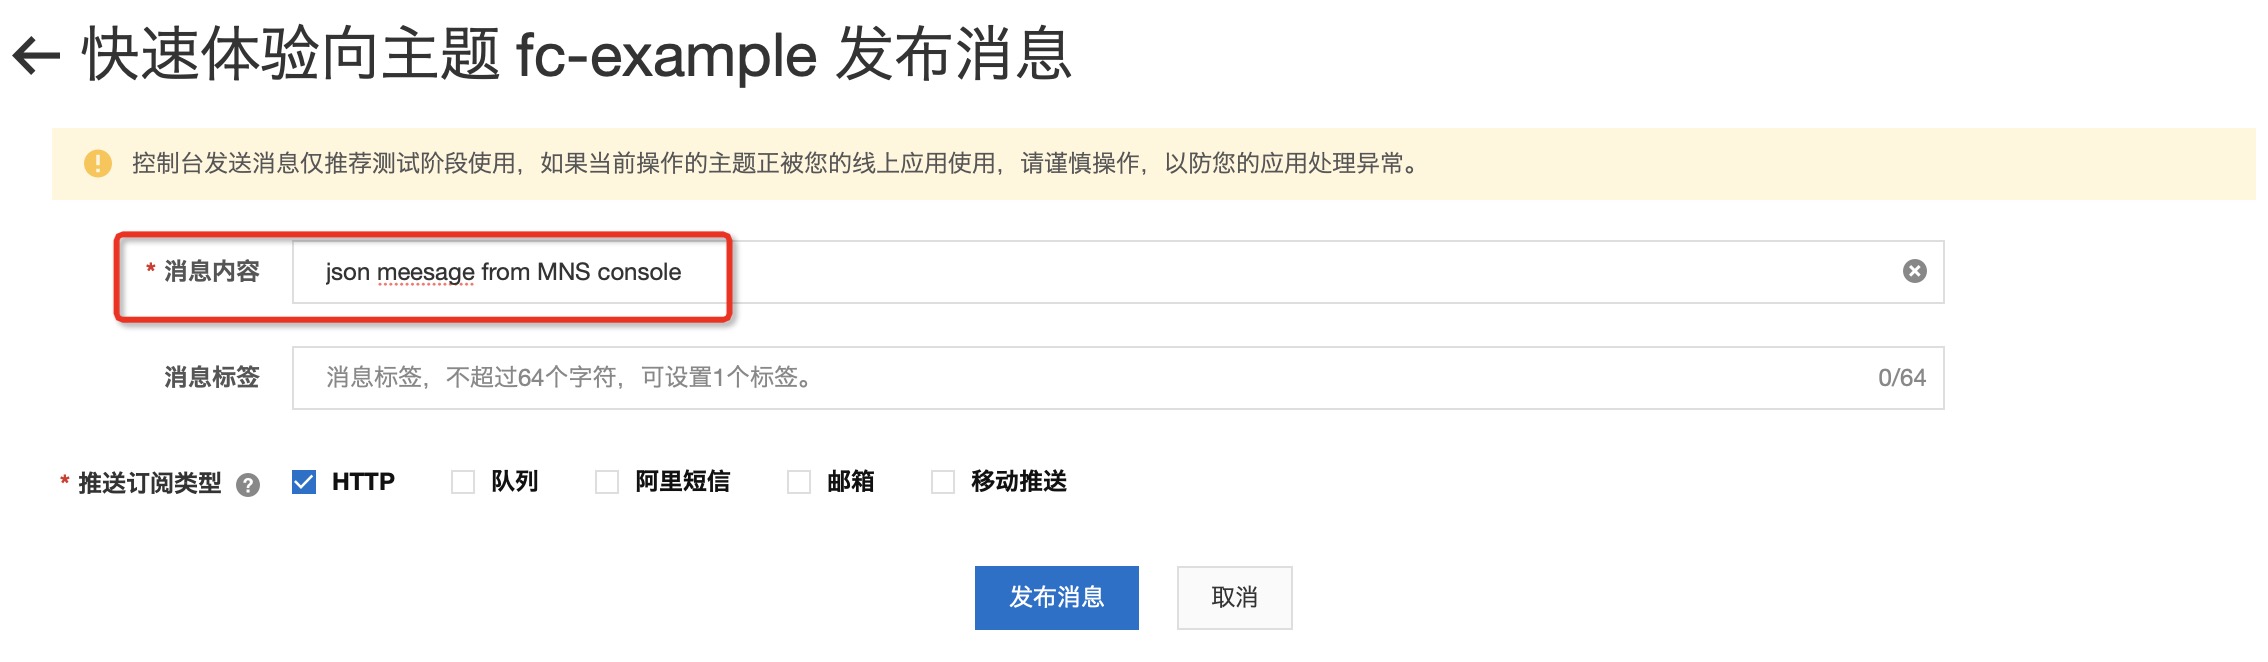 快速体验向主题 fc-example 发布消息
控制台发送消息仅推荐测试阶段使用，如果当前操作的主题正被您的线上应用使用，请谨慎操作，以防您的应用处理异常。
* 消息内容 json meesage from MNS console
消息标签 消息标签，不超过64个字符，可设置1个标签。 0/64
* 推送订阅类型 ? HTTP 队列 阿里短信 邮箱 移动推送
发布消息 取消